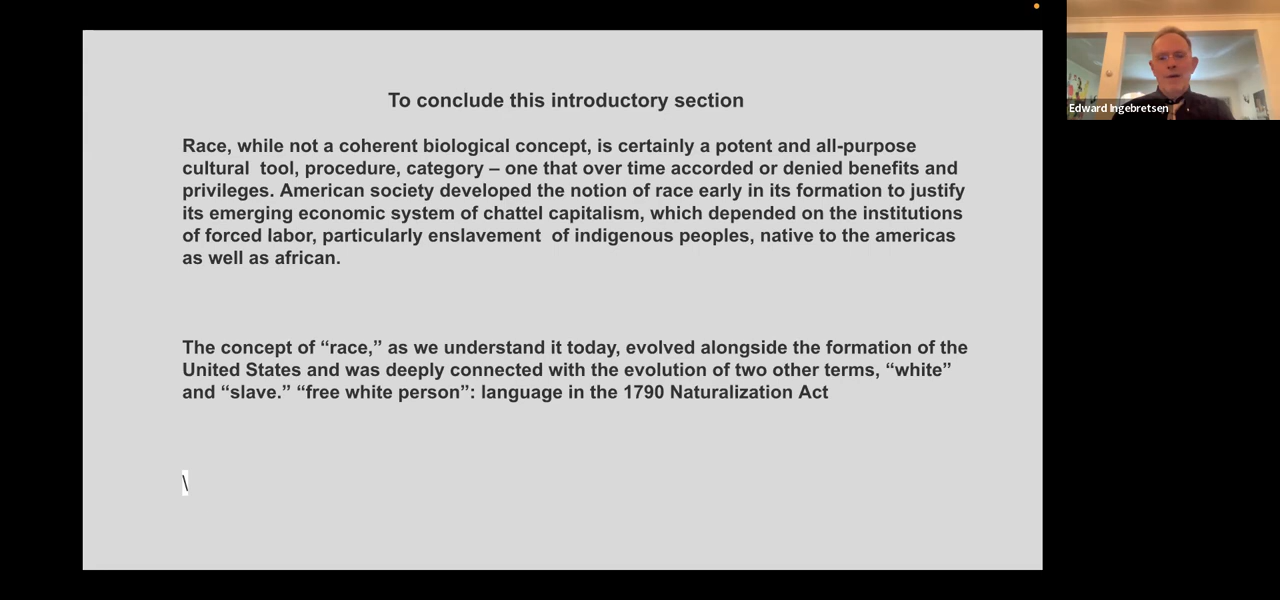 To conclude this introductory section
Race, while not a coherent biological concept, is certainly a potent and all-purpose
cultural  tool, procedure, category – one that over time accorded or denied benefits and
privileges. American society developed the notion of race early in its formation to justify
its emerging economic system of chattel capitalism, which depended on the institutions
of forced labor, particularly enslavement  of indigenous peoples, native to the americas
as well as african.
The concept of “race,” as we understand it today, evolved alongside the formation of the
United States and was deeply connected with the evolution of two other terms, “white”
and “slave.” “free white person”: language in the 1790 Naturalization Act
\
Edward Ingebretsen